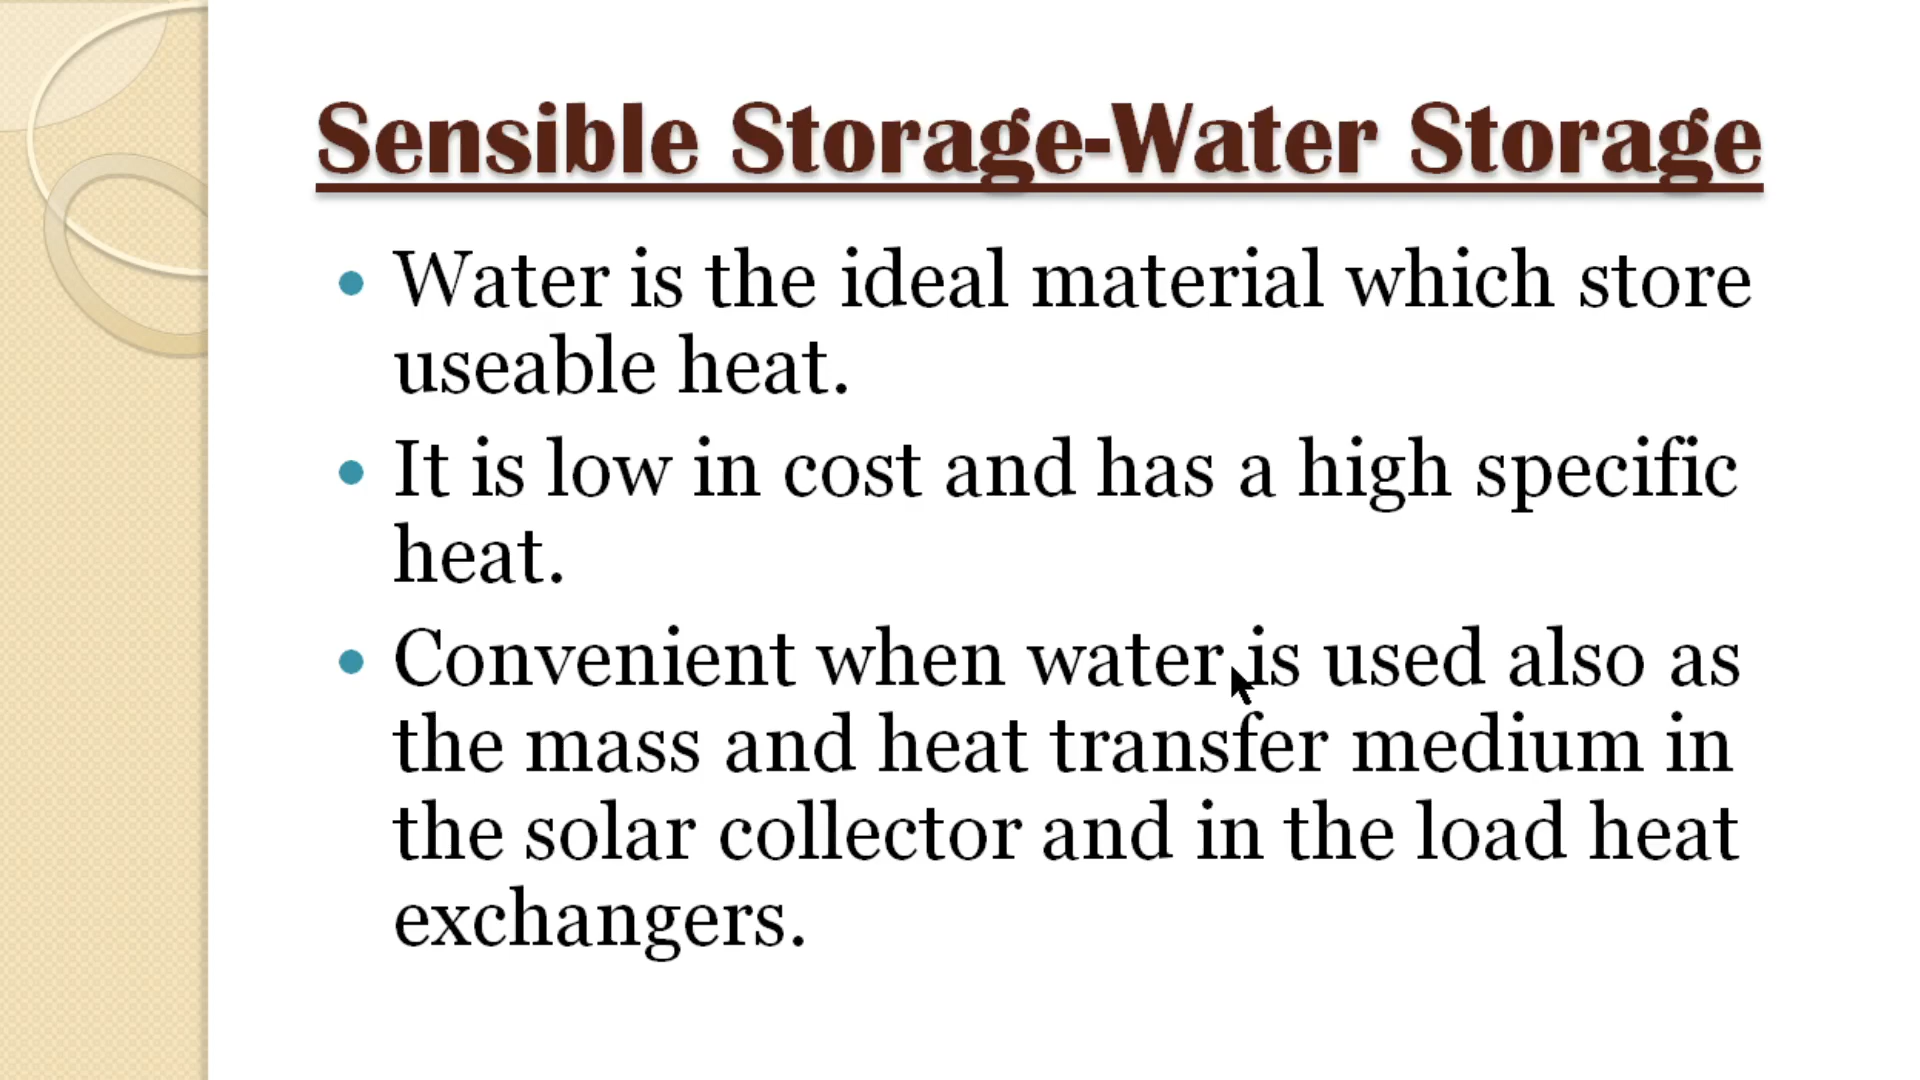 Sensible Storage-Water Storage
• Water is the ideal material which store
useable heat.
• It is low in cost and has a high specific
heat.
• Convenient when water is used also as
the mass and heat transfer medium in
the solar collector and in the load heat
exchangers.